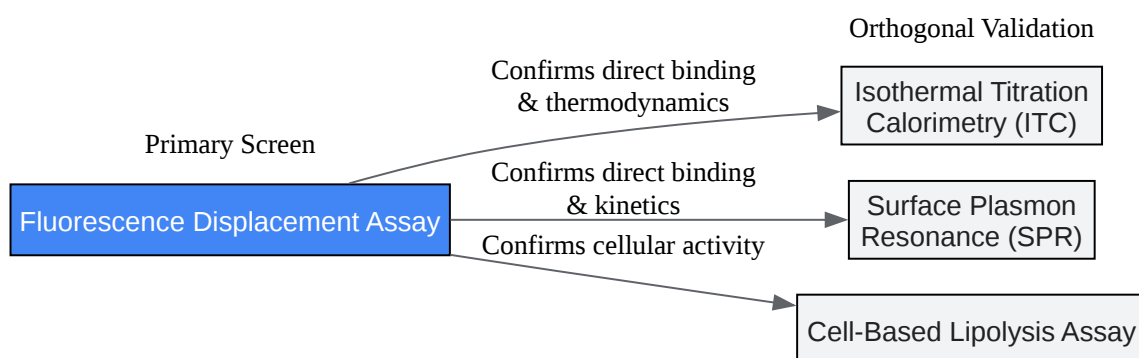 Orthogonal Validation
Confirms direct binding
& thermodynamics
Isothermal Titration
Calorimetry (ITC)
Primary Screen
Fluorescence Displacement Assay
Confirms direct binding
& kinetics
Surface Plasmon
Resonance (SPR)
Confirms cellular activity
Cell-Based Lipolysis Assay